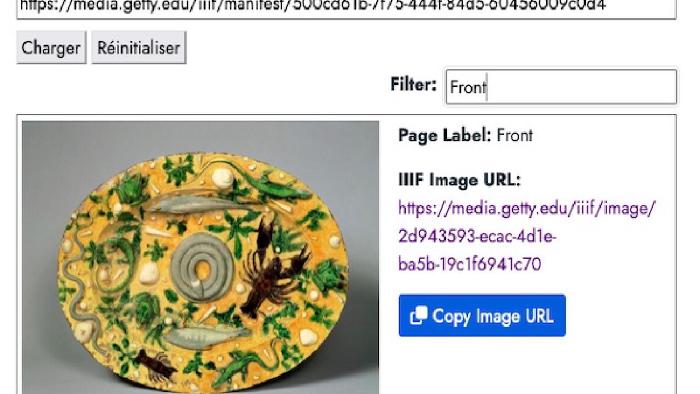 https://media.getty.edu/iiif/manifest/500cd61b-7f75-444f-84d5-60456009c0d4
Charger Réinitialiser
Filter: Front
Page Label: Front
IIIF Image URL:
https://media.getty.edu/iiif/image/
2d943593-ecac-4d1e-
ba5b-19c1f6941c70
Copy Image URL